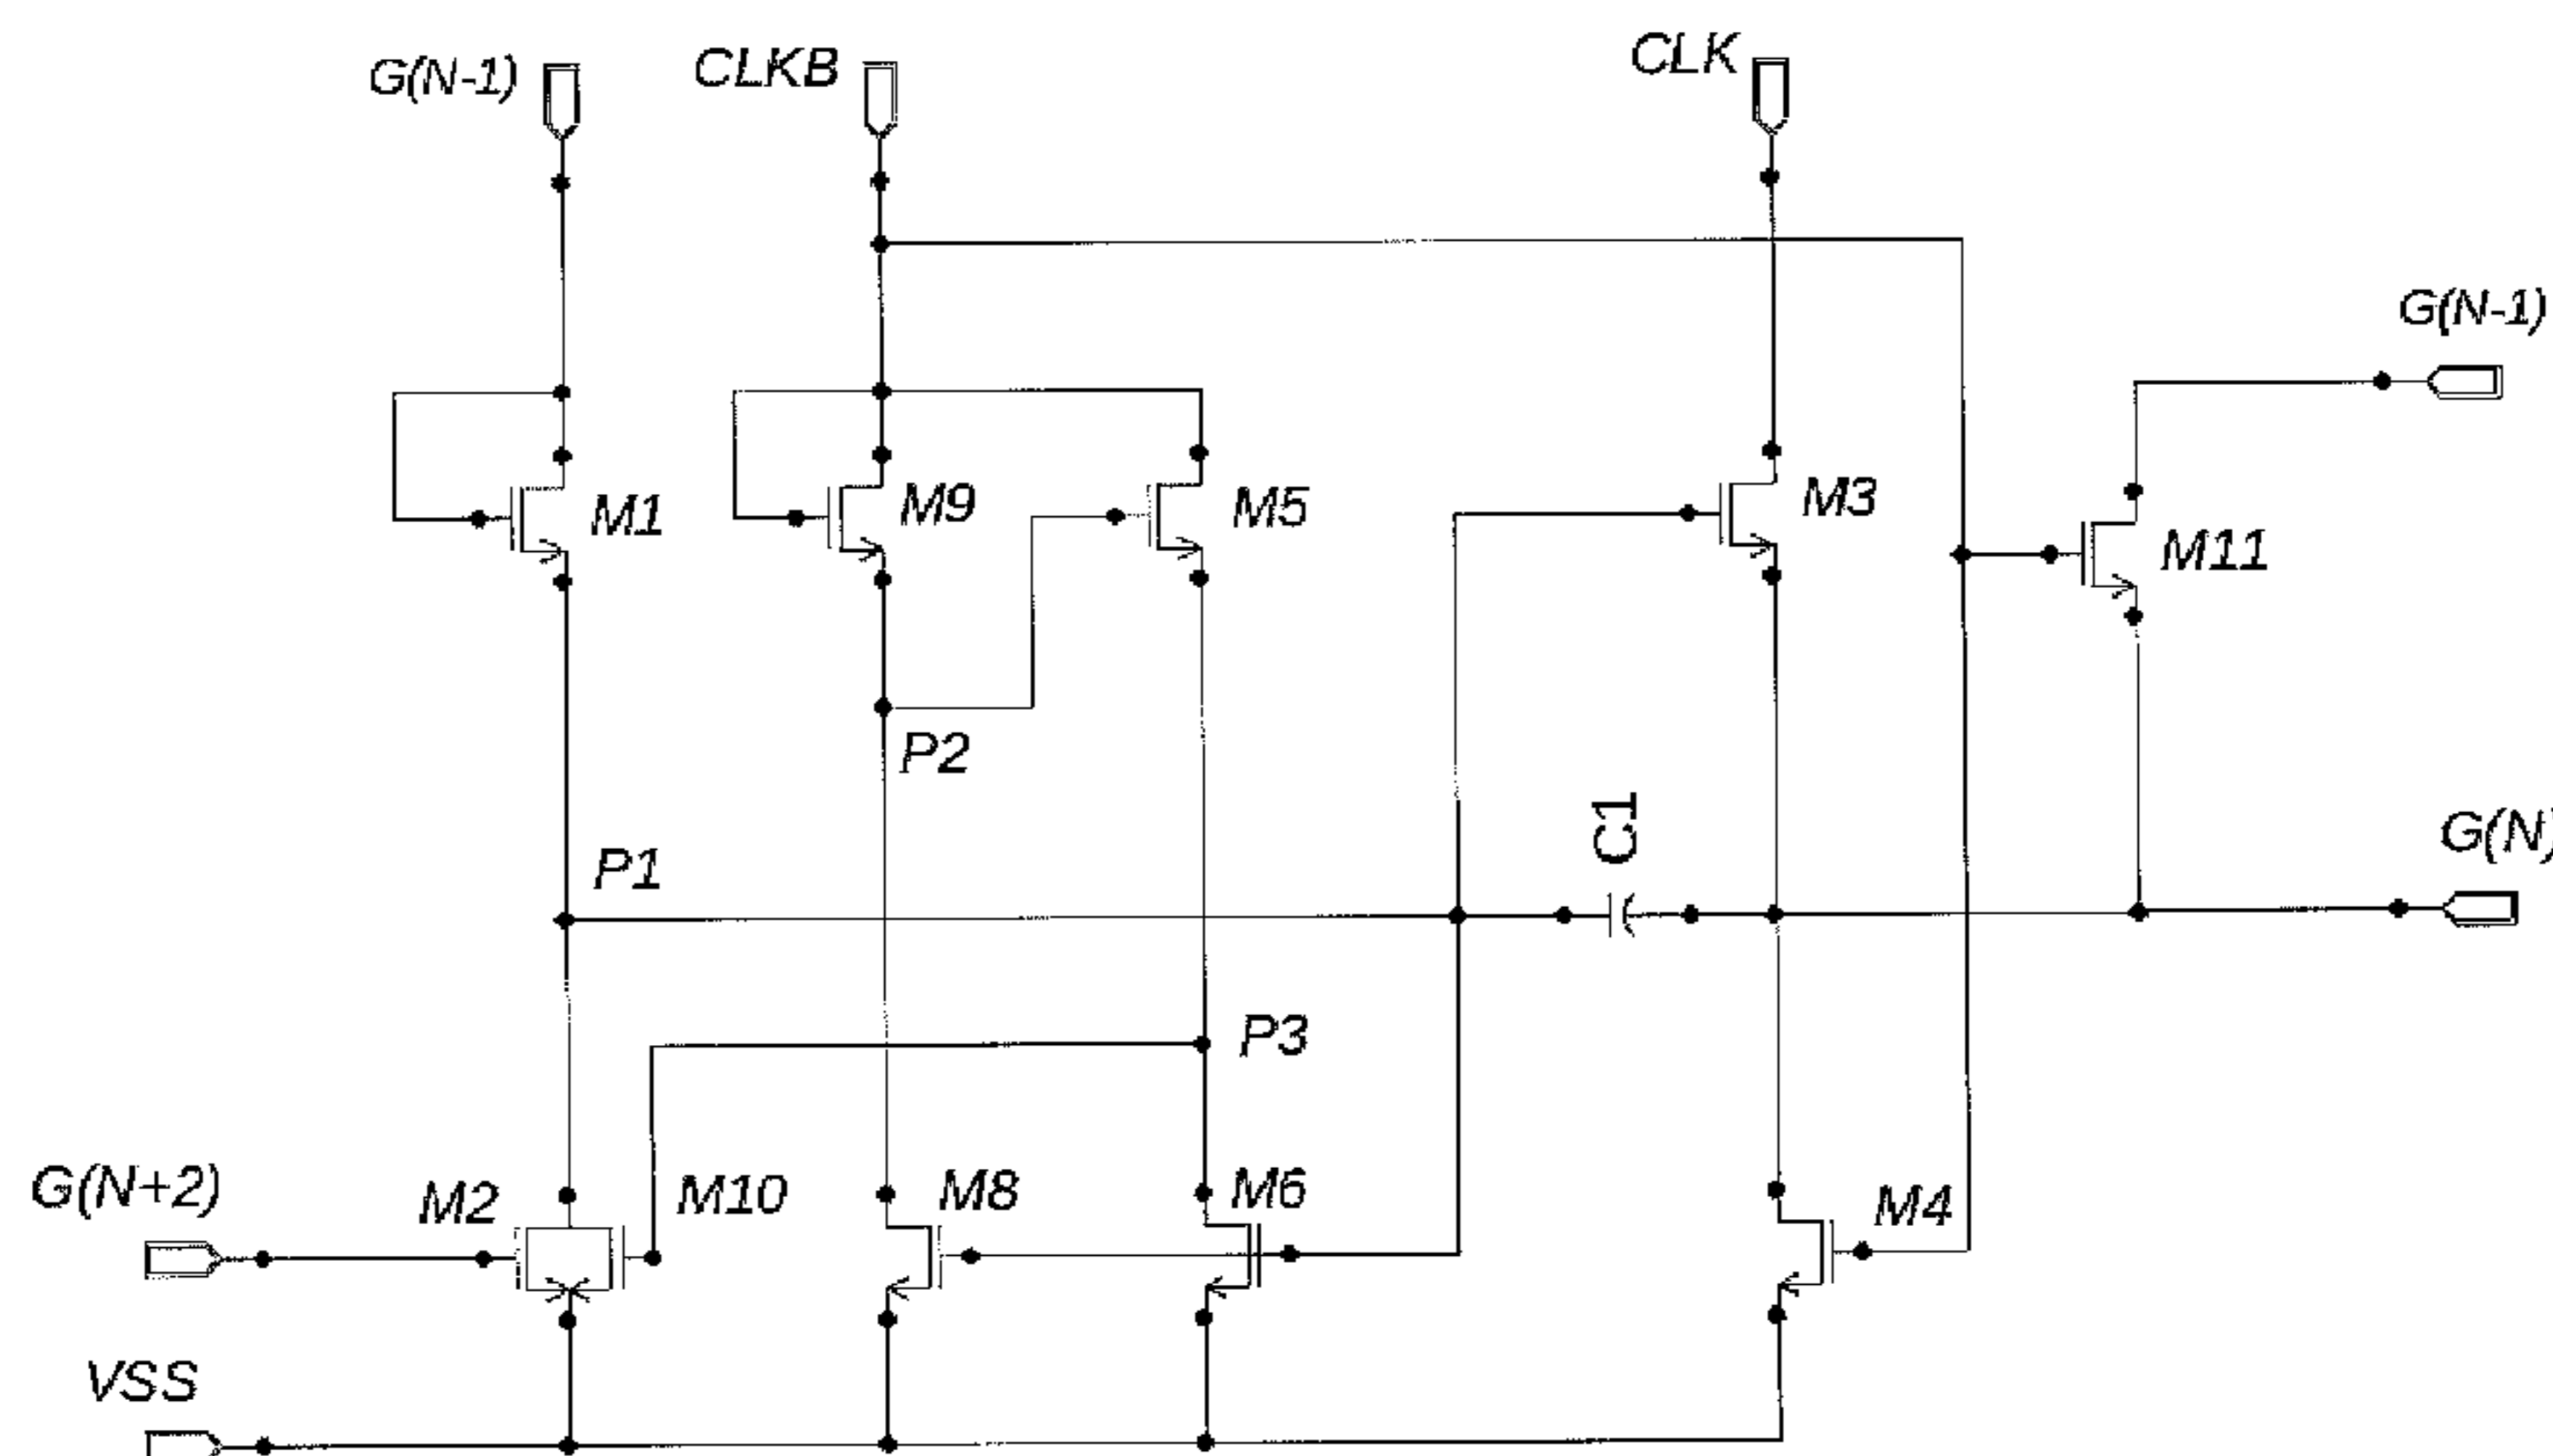 G(N-1)
CLKB
CLK
G(N-1)
M1
M9
M5
M3
M11
P2
C1
G(N)
P1
P3
G(N+2)
M2
M10
M8
M6
M4
VSS